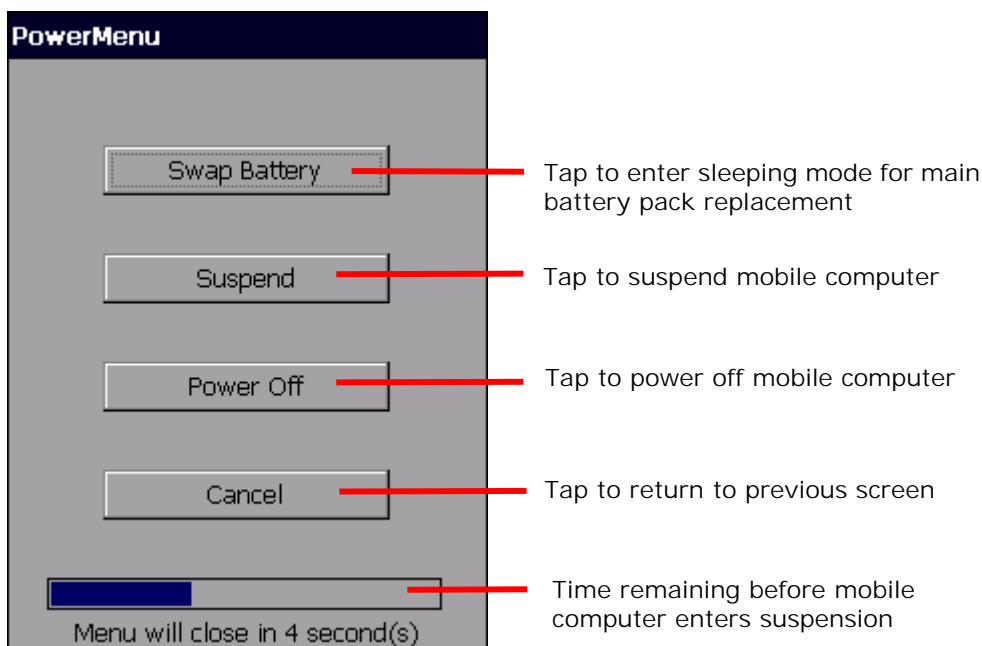 PowerMenu
Swap Battery
Tap to enter sleeping mode for main
battery pack replacement
Suspend
Tap to suspend mobile computer
Power Off
Tap to power off mobile computer
Cancel
Tap to return to previous screen
Time remaining before mobile
computer enters suspension
Menu will close in 4 second(s)